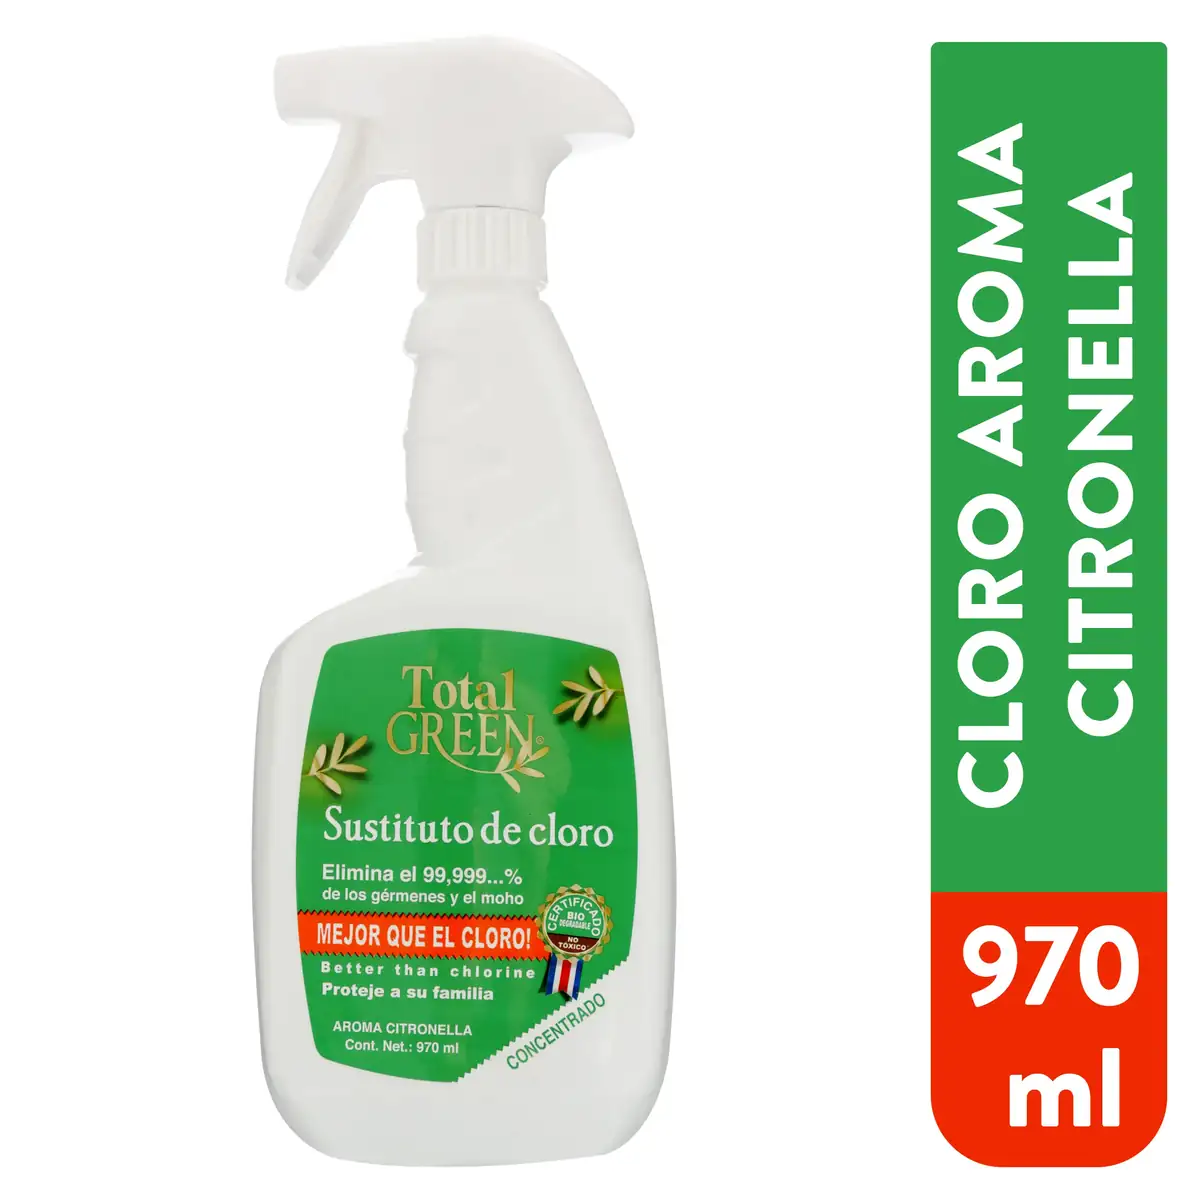 Total
GREEN®
Sustituto de cloro
Elimina el 99,999...%
de los gérmenes y el moho
MEJOR QUE EL CLORO!
Better than chlorine
Proteje a su familia
CERTIFICADO
BIO
DEGRADABLE
NO
TÓXICO
AROMA CITRONELLA
Cont. Net.: 970 ml
CONCENTRADO
CLORO AROMA
CITRONELLA
970
ml